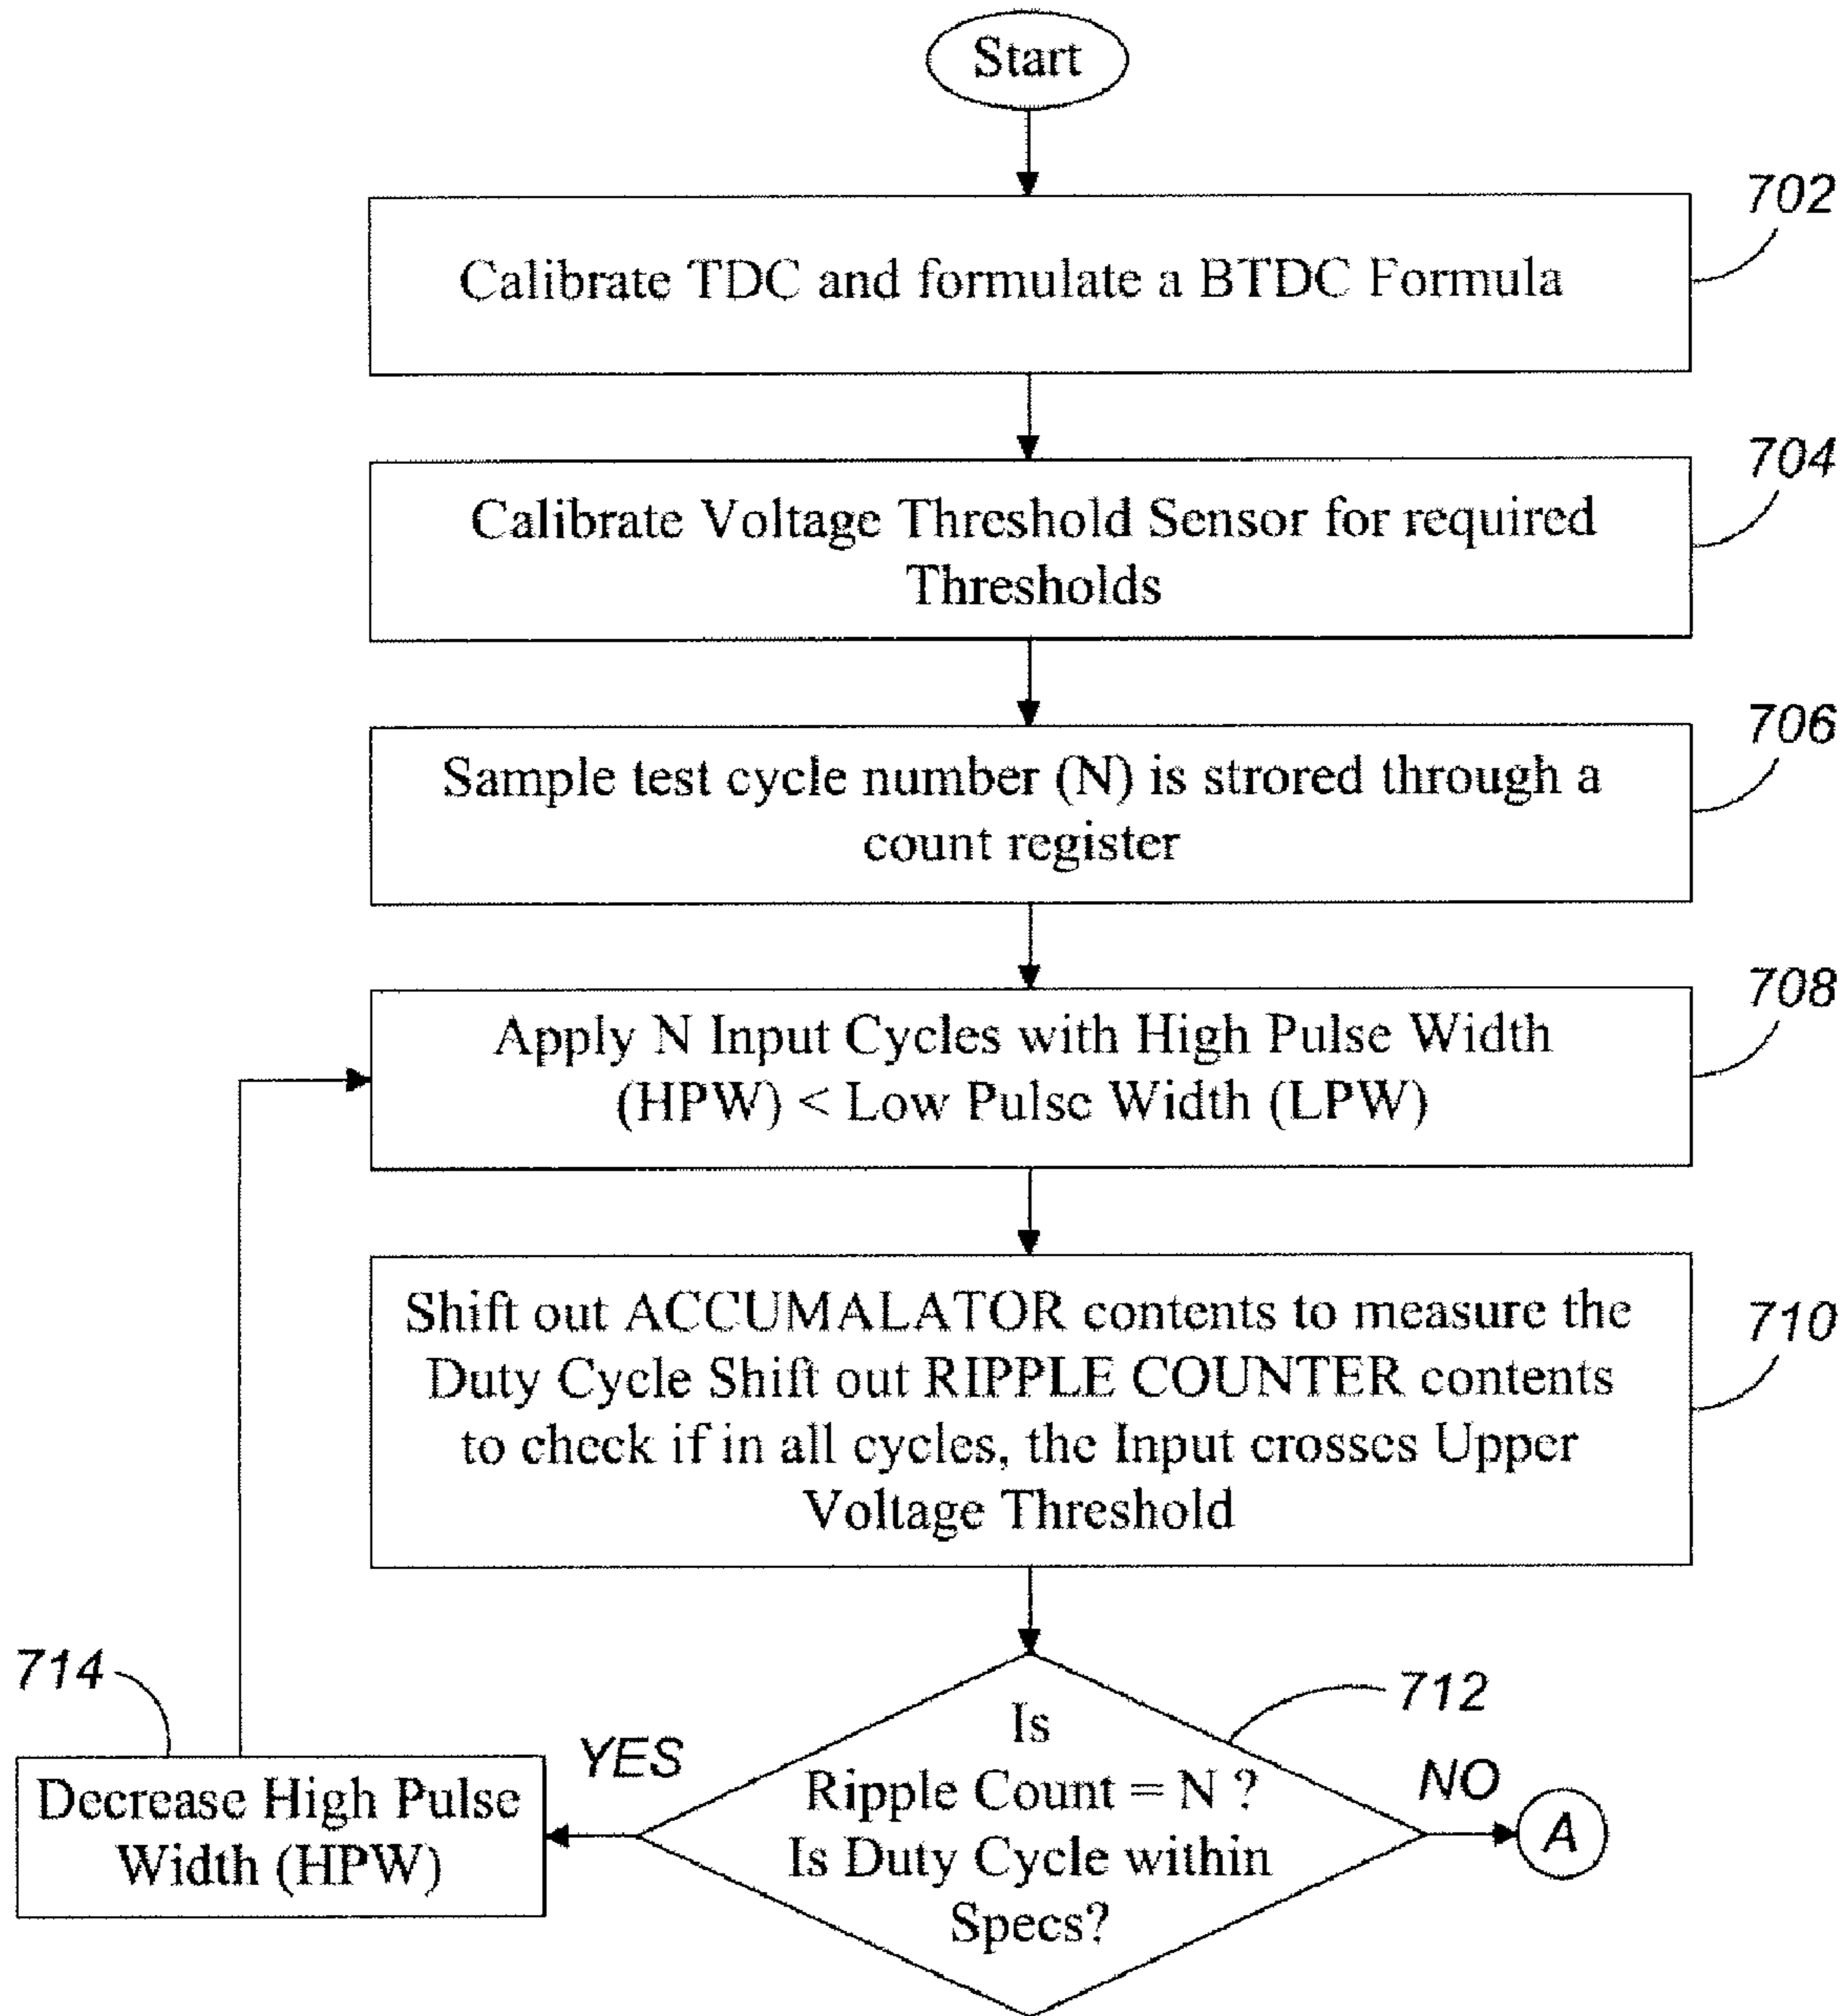 Start
702
Calibrate TDC and formulate a BTDC Formula
704
Calibrate Voltage Threshold Sensor for required
Thresholds
706
Sample test cycle number (N) is strored through a
count register
708
Apply N Input Cycles with High Pulse Width
(HPW) < Low Pulse Width (LPW)
710
Shift out ACCUMALATOR contents to measure the
Duty Cycle Shift out RIPPLE COUNTER contents
to check if in all cycles, the Input crosses Upper
Voltage Threshold
714
712
Is
Ripple Count = N ?
Is Duty Cycle within
Specs?
YES
NO
A
Decrease High Pulse
Width (HPW)